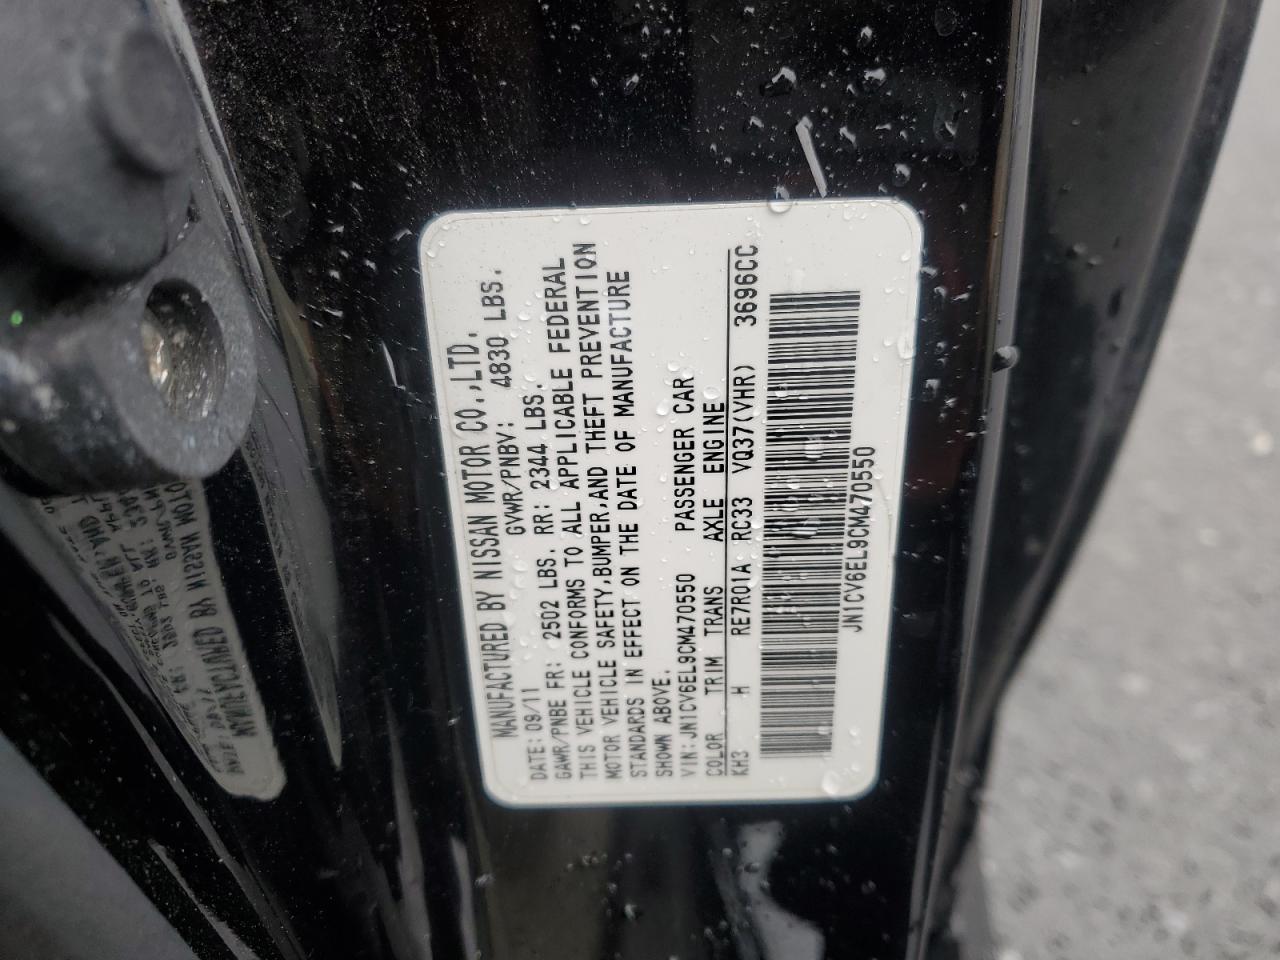 MANUFACTURED BY NISSAN MOTOR CO.,LTD.
DATE: 09/11 GVWR/PNBV: 4830 LBS.
GAWR/PNBE FR: 2502 LBS. RR: 2344 LBS.
THIS VEHICLE CONFORMS TO ALL APPLICABLE FEDERAL
MOTOR VEHICLE SAFETY,BUMPER,AND THEFT PREVENTION
STANDARDS IN EFFECT ON THE DATE OF MANUFACTURE
SHOWN ABOVE.
VIN:JN1CV6EL9CM470550 PASSENGER CAR
COLOR TRIM TRANS AXLE ENGINE
KH3 H RE7R01A RC33 VQ37(VHR) 3696CC
JN1CV6EL9CM470550